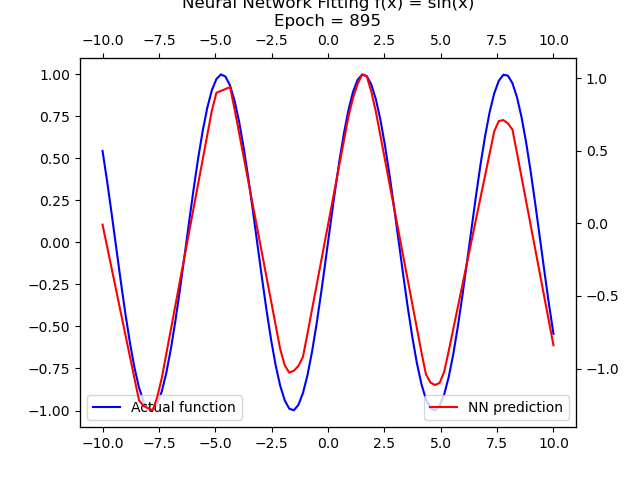 Neural Network Fitting f(x) = sin(x)
Epoch = 895
−10.0 −7.5 −5.0 −2.5 0.0 2.5 5.0 7.5 10.0
1.00
0.75
0.50
0.25
0.00
−0.25
−0.50
−0.75
−1.00
1.0
0.5
0.0
−0.5
−1.0
Actual function
NN prediction
−10.0 −7.5 −5.0 −2.5 0.0 2.5 5.0 7.5 10.0